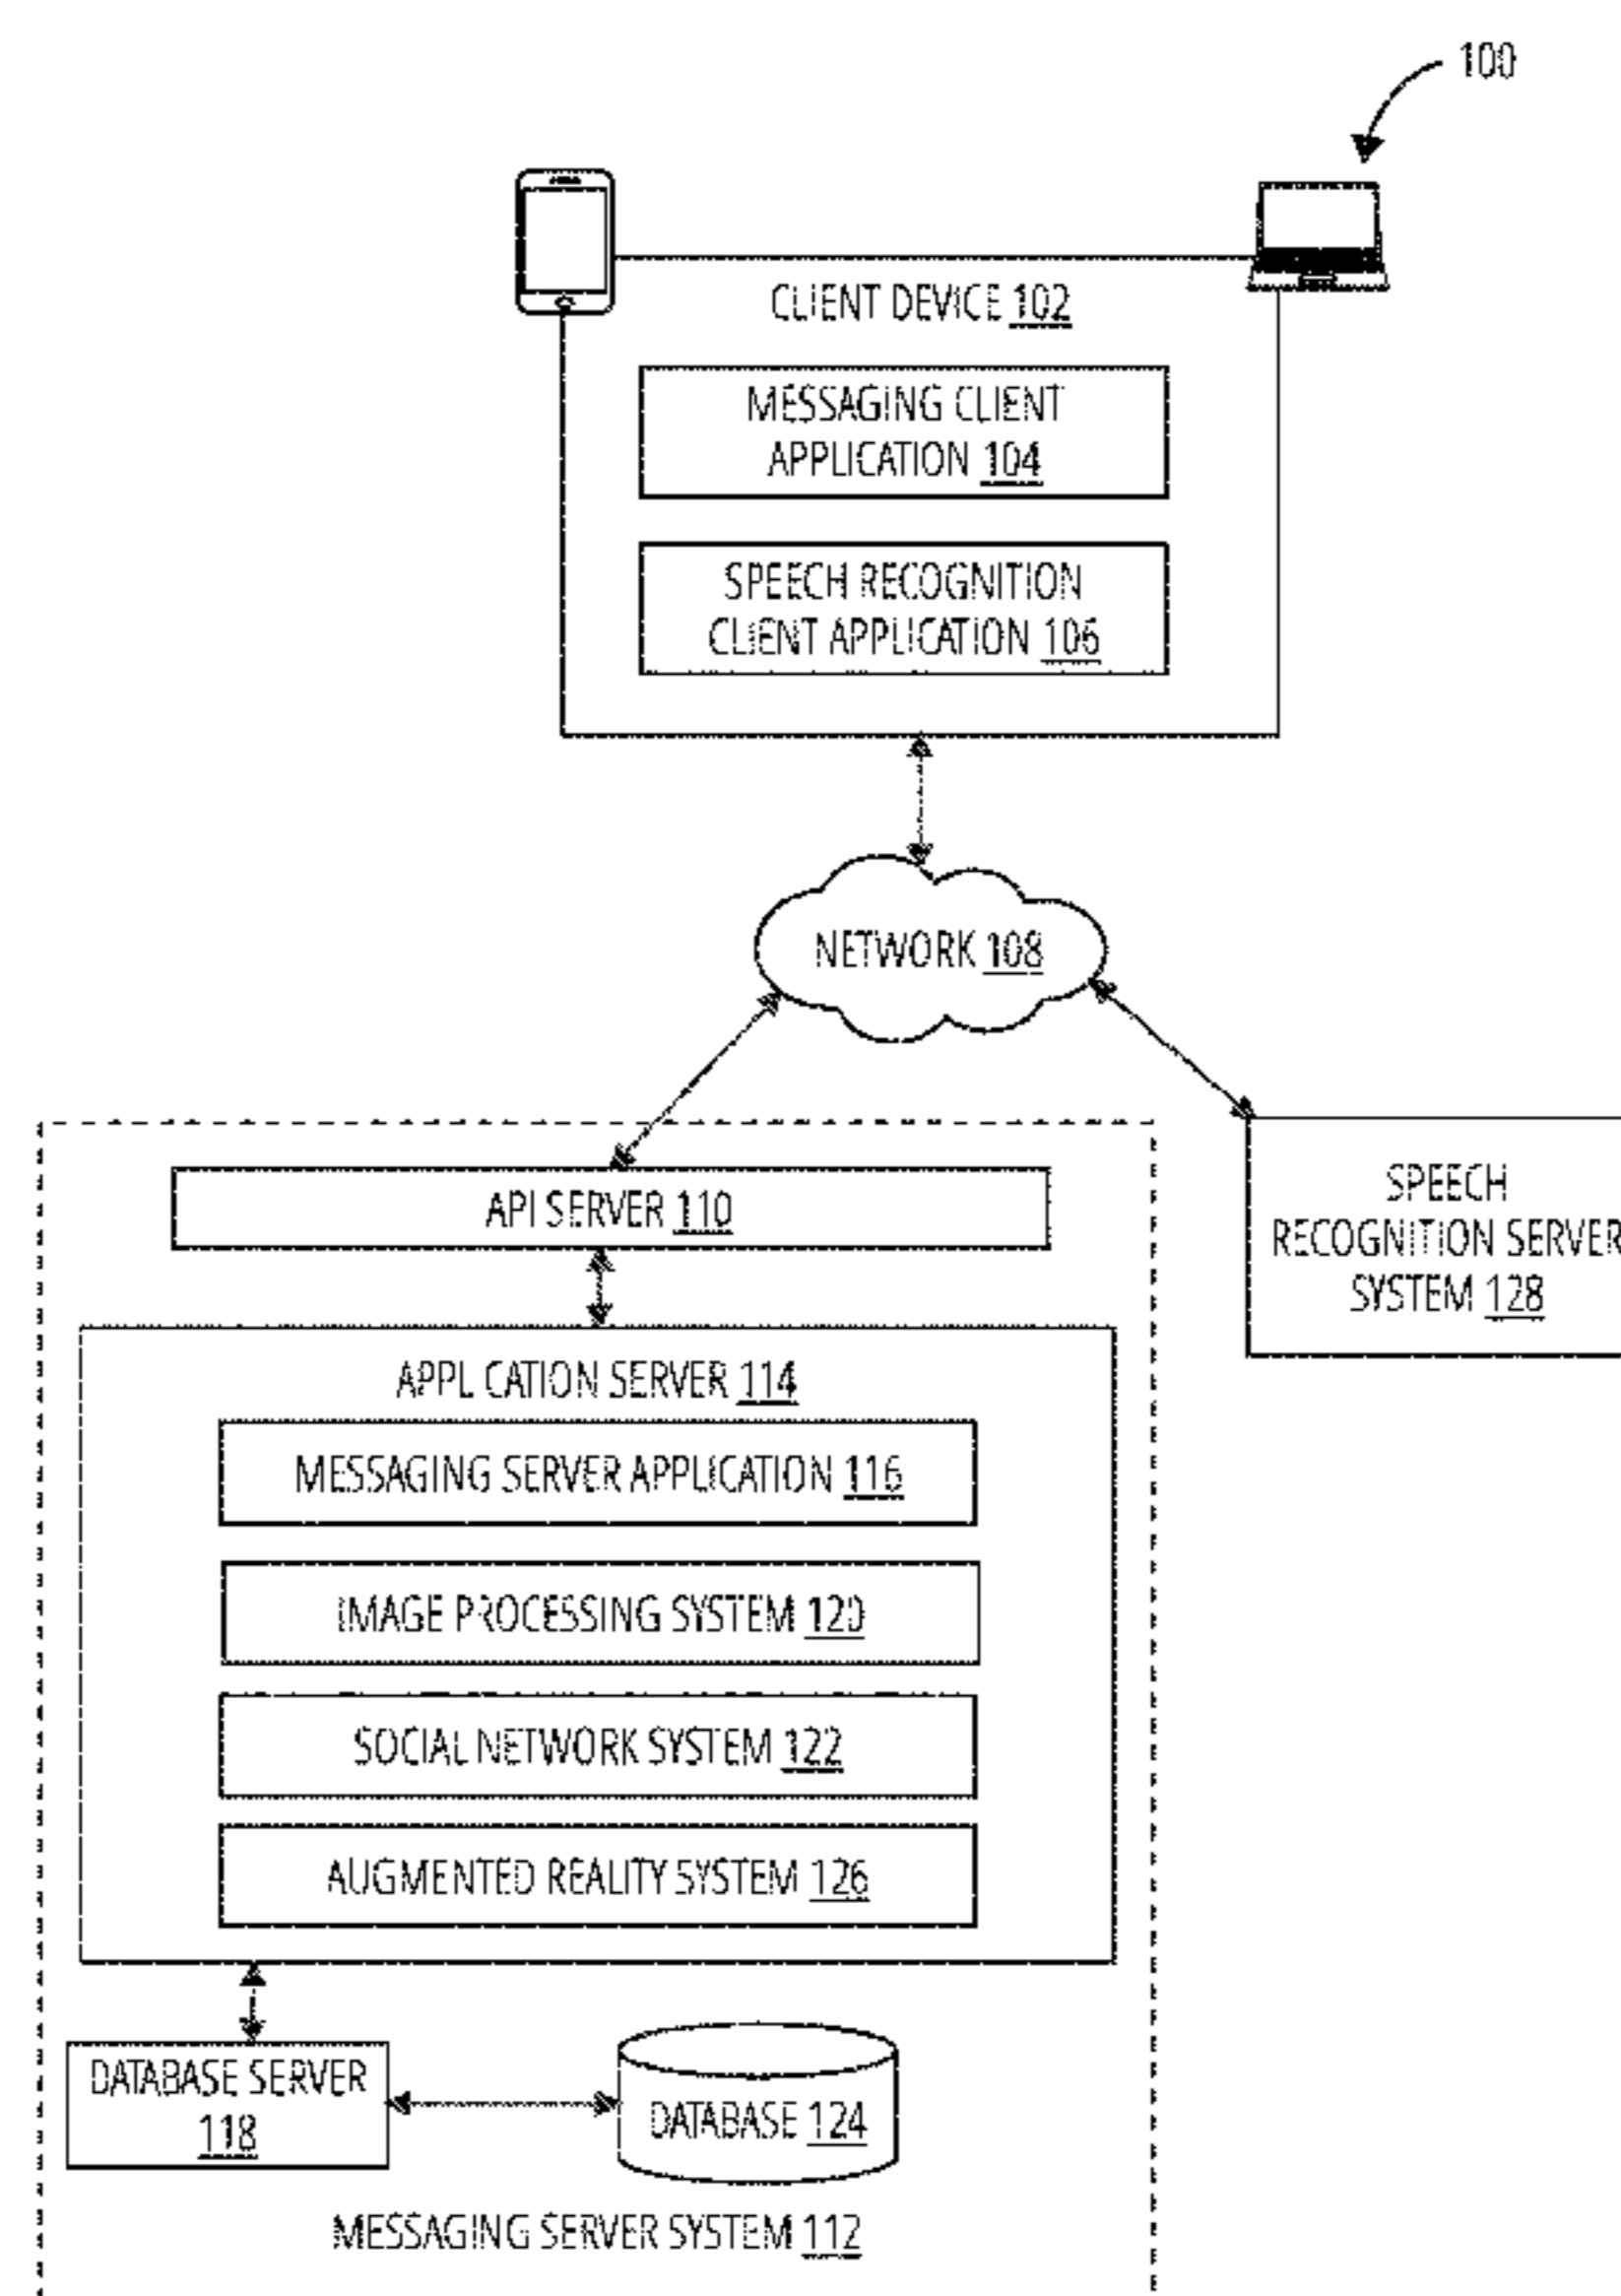 100
CLIENT DEVICE 102
MESSAGING CLIENT
APPLICATION 104
SPEECH RECOGNITION
CLIENT APPLICATION 106
NETWORK 108
API SERVER 110
SPEECH
RECOGNITION SERVER
SYSTEM 128
APPLICATION SERVER 114
MESSAGING SERVER APPLICATION 116
IMAGE PROCESSING SYSTEM 120
SOCIAL NETWORK SYSTEM 122
AUGMENTED REALITY SYSTEM 126
DATABASE SERVER
118
DATABASE 124
MESSAGING SERVER SYSTEM 112